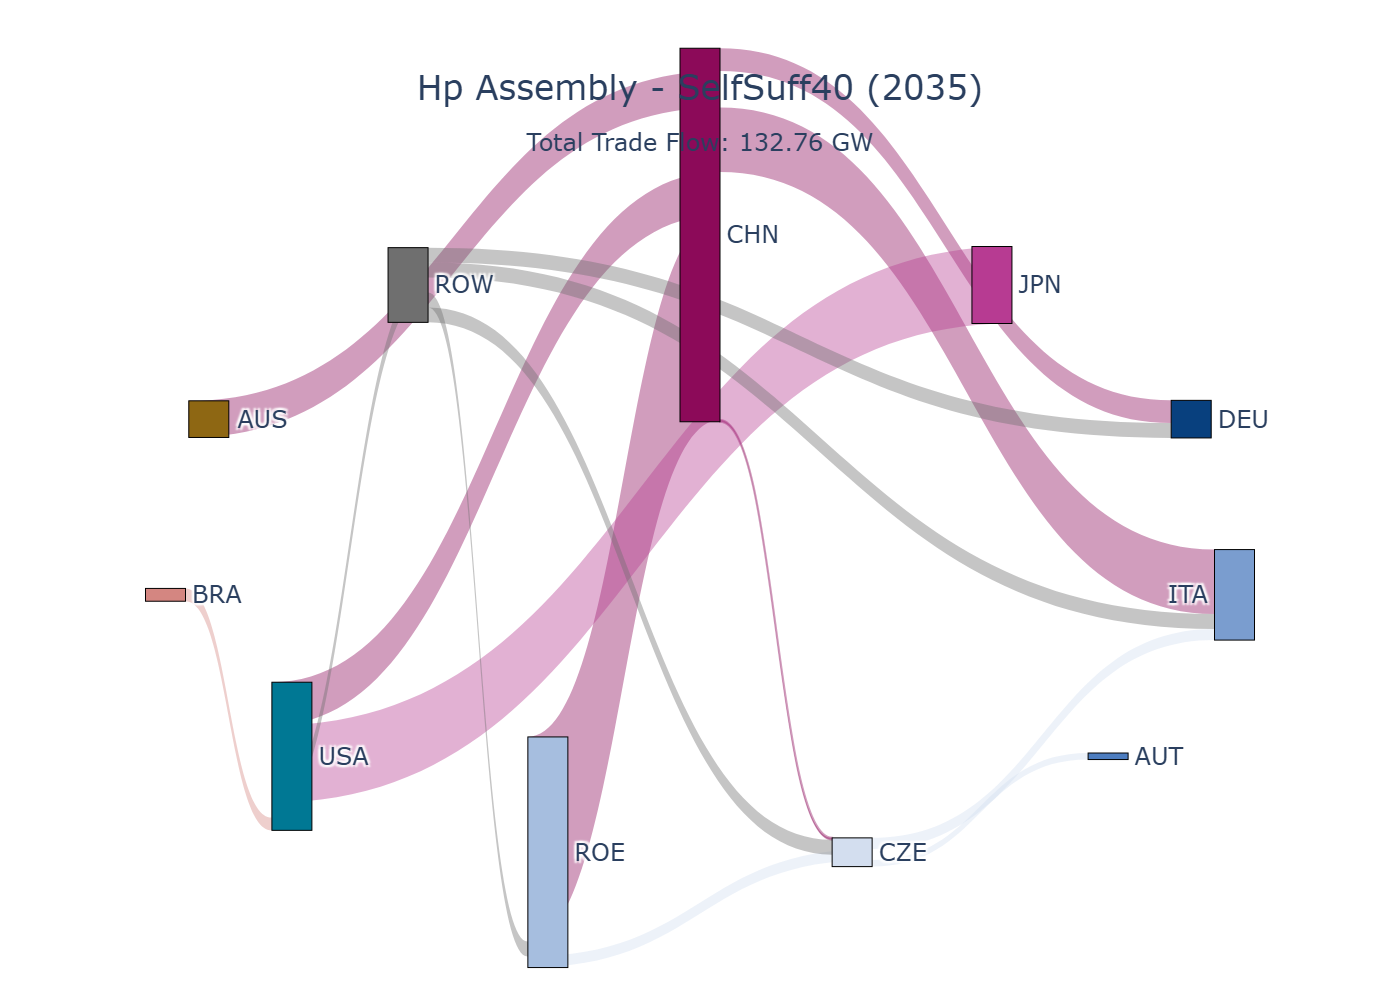 Hp Assembly - SelfSuff40 (2035)
Total Trade Flow: 132.76 GW
CHN
ROW
JPN
AUS
DEU
BRA
ITA
USA
AUT
ROE
CZE